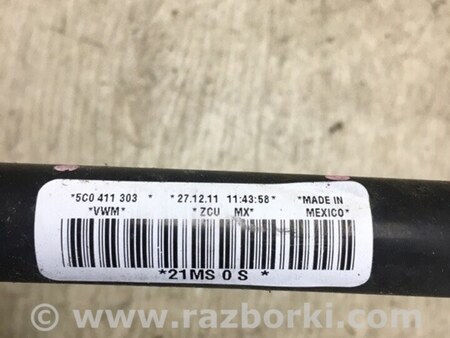 *5C0 411 303 * *27.12.11 11:43:58* *MADE IN
*VWM* *ZCU MX* MEXICO*
*21MS 0 S *
© www.razborki.com